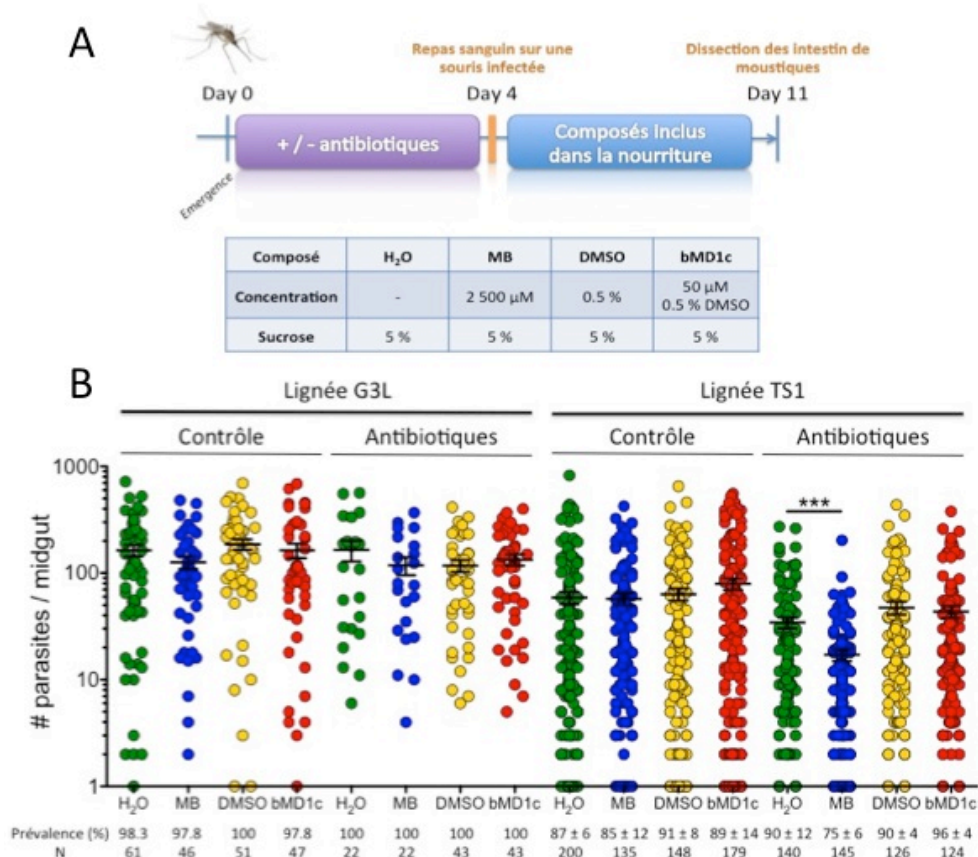 A
Repas sanguin sur une
souris infectée
Dissection des intestin de
moustiques
Day 0
Day 4
Day 11
+ / - antibiotiques
Composés inclus
dans la nourriture
Emergence
Composé H₂O MB DMSO bMD1c
Concentration - 2 500 µM 0.5 % 50 µM
0.5 % DMSO
Sucrose 5 % 5 % 5 % 5 %
B
Lignée G3L Lignée TS1
Contrôle Antibiotiques Contrôle Antibiotiques
# parasites / midgut
1000
***
100
10
1
H₂O MB DMSO bMD1c H₂O MB DMSO bMD1c H₂O MB DMSO bMD1c H₂O MB DMSO bMD1c
Prévalence (%) 98.3 97.8 100 97.8 100 100 100 100 87 ± 6 85 ± 12 91 ± 8 89 ± 14 90 ± 12 75 ± 6 90 ± 4 96 ± 4
N 61 46 51 47 22 22 43 43 200 135 148 179 140 145 126 124